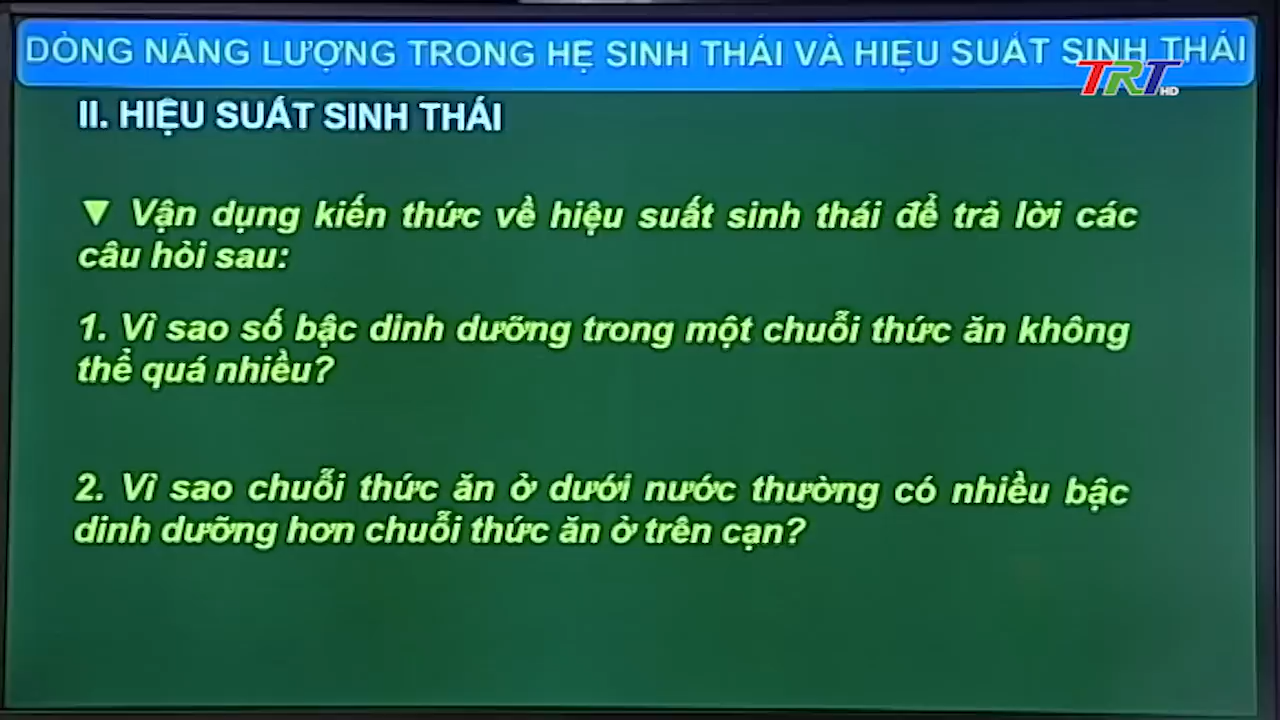 DÒNG NĂNG LƯỢNG TRONG HỆ SINH THÁI VÀ HIỆU SUẤT SINH THÁI
TRT HD
II. HIỆU SUẤT SINH THÁI
▼ Vận dụng kiến thức về hiệu suất sinh thái để trả lời các
câu hỏi sau:
1. Vì sao số bậc dinh dưỡng trong một chuỗi thức ăn không
thể quá nhiều?
2. Vì sao chuỗi thức ăn ở dưới nước thường có nhiều bậc
dinh dưỡng hơn chuỗi thức ăn ở trên cạn?